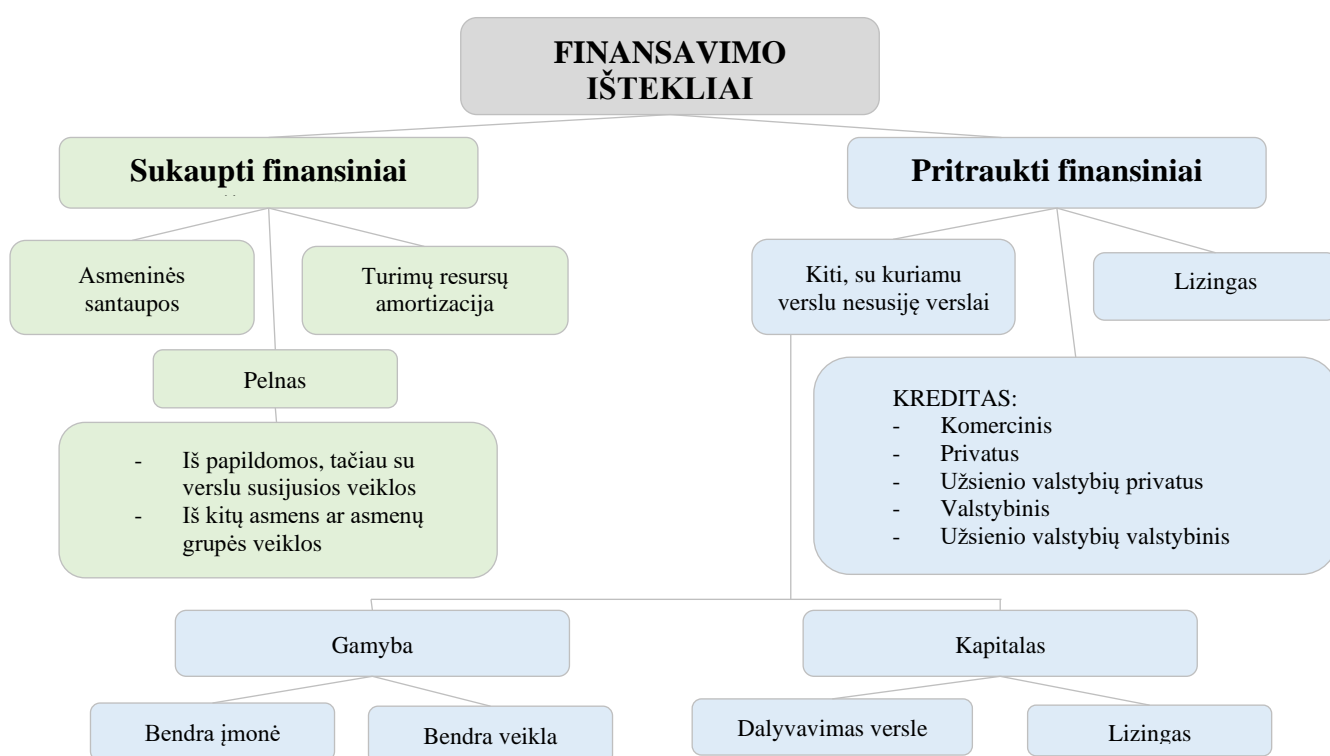 FINANSAVIMO
IŠTEKLIAI
Sukaupti finansiniai
Pritraukti finansiniai
Asmeninės
santaupos
Turimų resursų
amortizacija
Kiti, su kuriamu
verslu nesusiję verslai
Lizingas
Pelnas
- Iš papildomos, tačiau su
verslu susijusios veiklos
- Iš kitų asmens ar asmenų
grupės veiklos
KREDITAS:
- Komercinis
- Privatus
- Užsienio valstybių privatus
- Valstybinis
- Užsienio valstybių valstybinis
Gamyba
Kapitalas
Bendra įmonė
Bendra veikla
Dalyvavimas versle
Lizingas